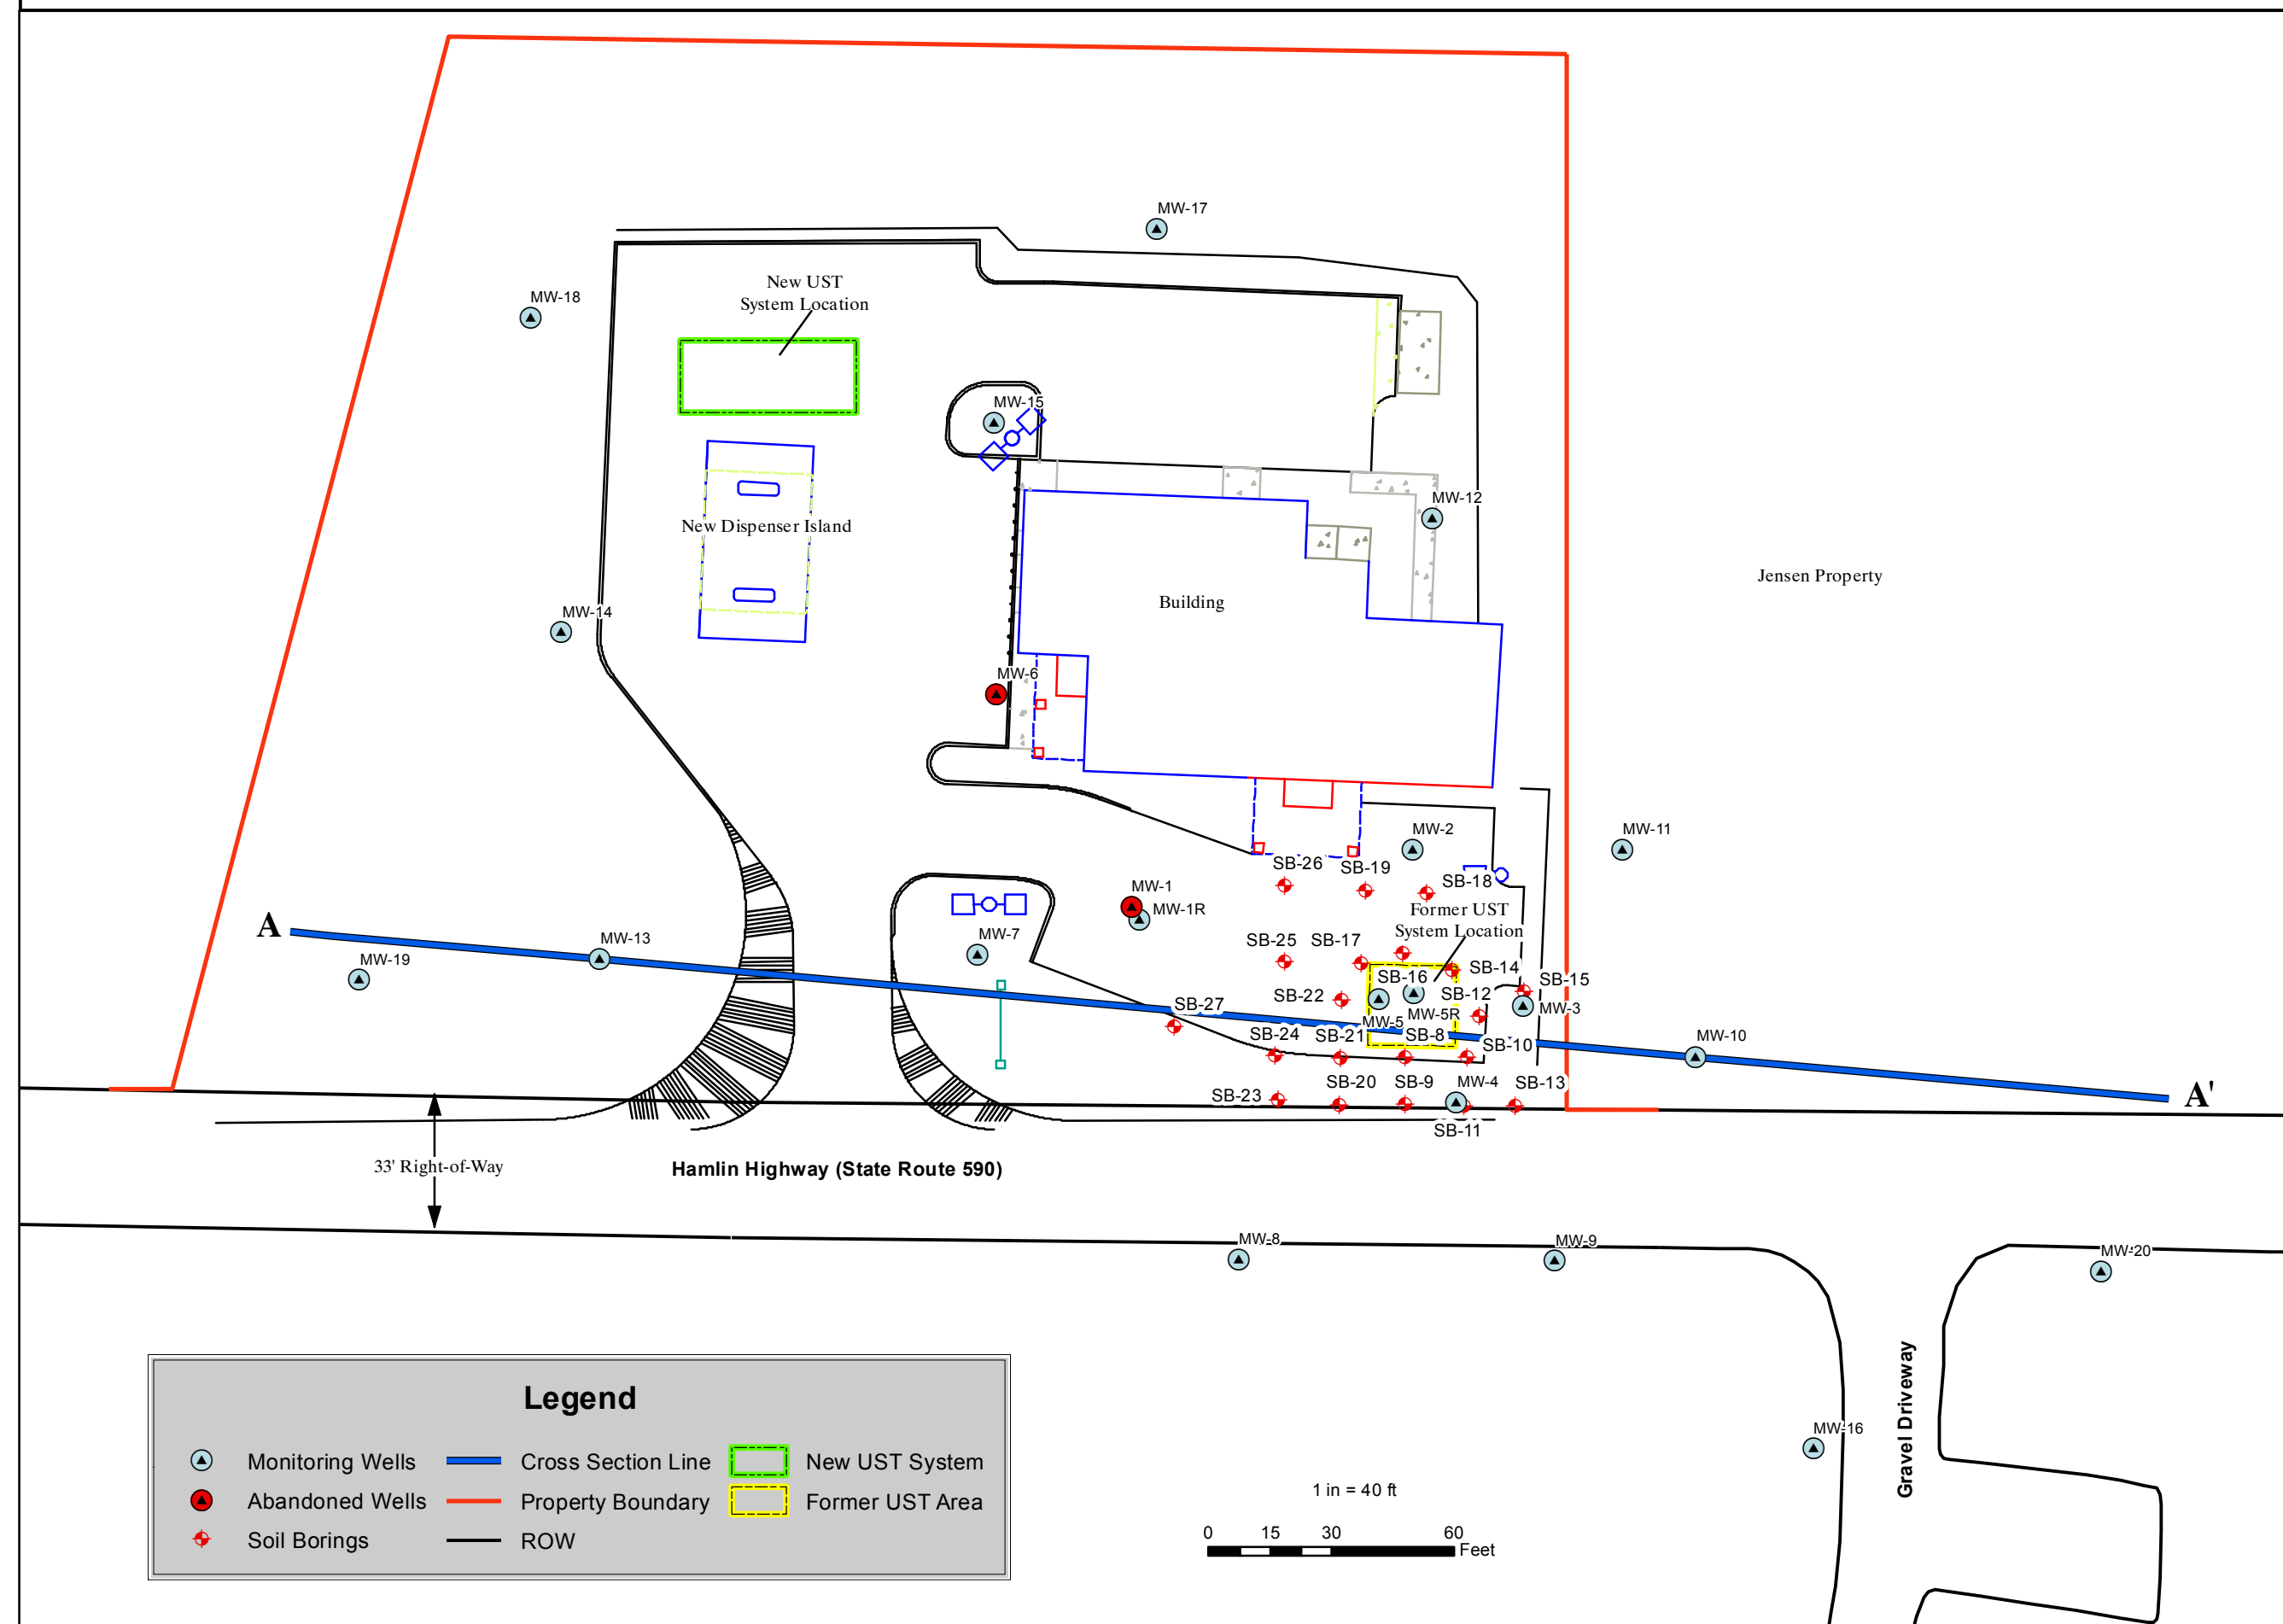 MW-17
New UST
System Location
MW-18
MW-15
MW-12
New Dispenser Island
Jensen Property
Building
MW-14
MW-6
MW-2
MW-11
SB-26
SB-19
SB-18
MW-1
MW-1R
Former UST
System Location
A
MW-13
MW-7
SB-25
SB-17
MW-19
SB-16
SB-14
SB-15
SB-22
SB-12
SB-27
MW-5
MW-5R
MW-3
SB-24
SB-21
SB-8
SB-10
MW-10
SB-23
SB-20
SB-9
MW-4
SB-13
A'
SB-11
33' Right-of-Way
Hamlin Highway (State Route 590)
MW-8
MW-9
MW-20
MW-16
Gravel Driveway
Legend
Monitoring Wells
Cross Section Line
New UST System
Abandoned Wells
Property Boundary
Former UST Area
Soil Borings
ROW
1 in = 40 ft
0 15 30 60
Feet